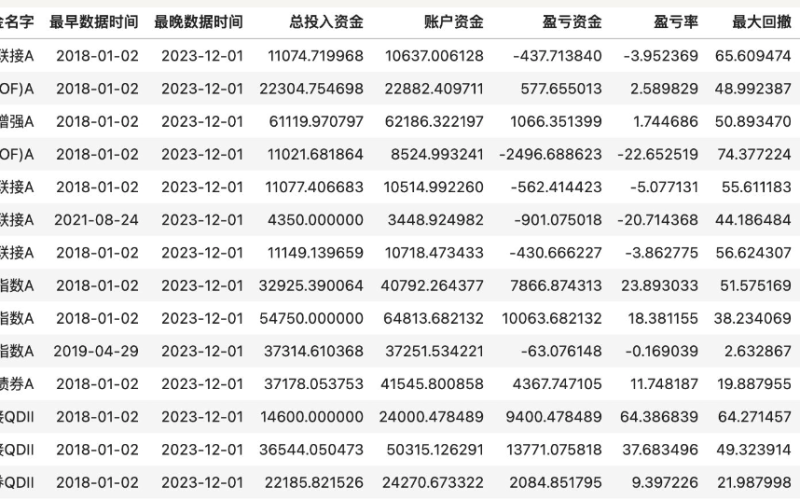 金名字 最早数据时间 最晚数据时间 总投入资金 账户资金 盈亏资金 盈亏率 最大回撤
联接A 2018-01-02 2023-12-01 11074.719968 10637.006128 -437.713840 -3.952369 65.609474
OF)A 2018-01-02 2023-12-01 22304.754698 22882.409711 577.655013 2.589829 48.992387
增强A 2018-01-02 2023-12-01 61119.970797 62186.322197 1066.351399 1.744686 50.893470
OF)A 2018-01-02 2023-12-01 11021.681864 8524.993241 -2496.688623 -22.652519 74.377224
联接A 2018-01-02 2023-12-01 11077.406683 10514.992260 -562.414423 -5.077131 55.611183
联接A 2021-08-24 2023-12-01 4350.000000 3448.924982 -901.075018 -20.714368 44.186484
联接A 2018-01-02 2023-12-01 11149.139659 10718.473433 -430.666227 -3.862775 56.624307
指数A 2018-01-02 2023-12-01 32925.390064 40792.264377 7866.874313 23.893033 51.575169
指数A 2018-01-02 2023-12-01 54750.000000 64813.682132 10063.682132 18.381155 38.234069
指数A 2019-04-29 2023-12-01 37314.610368 37251.534221 -63.076148 -0.169039 2.632867
债券A 2018-01-02 2023-12-01 37178.053753 41545.800858 4367.747105 11.748187 19.887955
接QDII 2018-01-02 2023-12-01 14600.000000 24000.478489 9400.478489 64.386839 64.271457
接QDII 2018-01-02 2023-12-01 36544.050473 50315.126291 13771.075818 37.683496 49.323914
券QDII 2018-01-02 2023-12-01 22185.821526 24270.673322 2084.851795 9.397226 21.987998